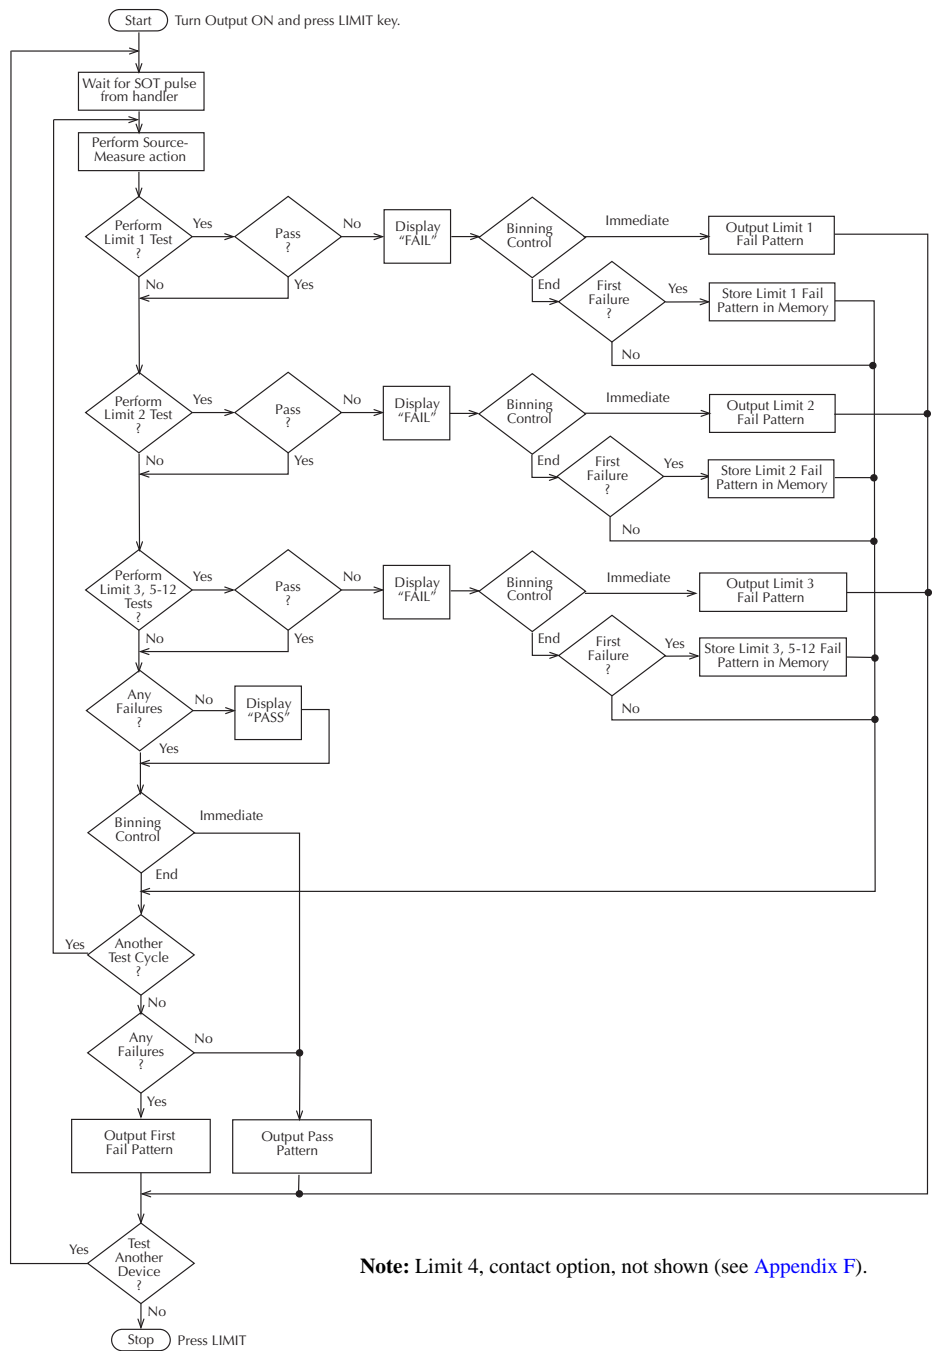 Start
Turn Output ON and press LIMIT key.
Wait for SOT pulse
from handler
Perform Source-
Measure action
Perform
Limit 1 Test
?
Yes
Pass
?
No
Display
“FAIL”
Binning
Control
Immediate
Output Limit 1
Fail Pattern
No
Yes
End
First
Failure
?
Yes
Store Limit 1 Fail
Pattern in Memory
No
Perform
Limit 2 Test
?
Yes
Pass
?
No
Display
“FAIL”
Binning
Control
Immediate
Output Limit 2
Fail Pattern
No
Yes
End
First
Failure
?
Yes
Store Limit 2 Fail
Pattern in Memory
No
Perform
Limit 3, 5-12
Tests
?
Yes
Pass
?
No
Display
“FAIL”
Binning
Control
Immediate
Output Limit 3
Fail Pattern
No
Yes
End
First
Failure
?
Yes
Store Limit 3, 5-12 Fail
Pattern in Memory
No
Any
Failures
?
No
Display
“PASS”
Yes
Binning
Control
Immediate
End
Another
Test Cycle
?
Yes
No
Any
Failures
?
No
Yes
Output First
Fail Pattern
Output Pass
Pattern
Test
Another
Device
?
Yes
No
Note: Limit 4, contact option, not shown (see Appendix F).
Stop
Press LIMIT